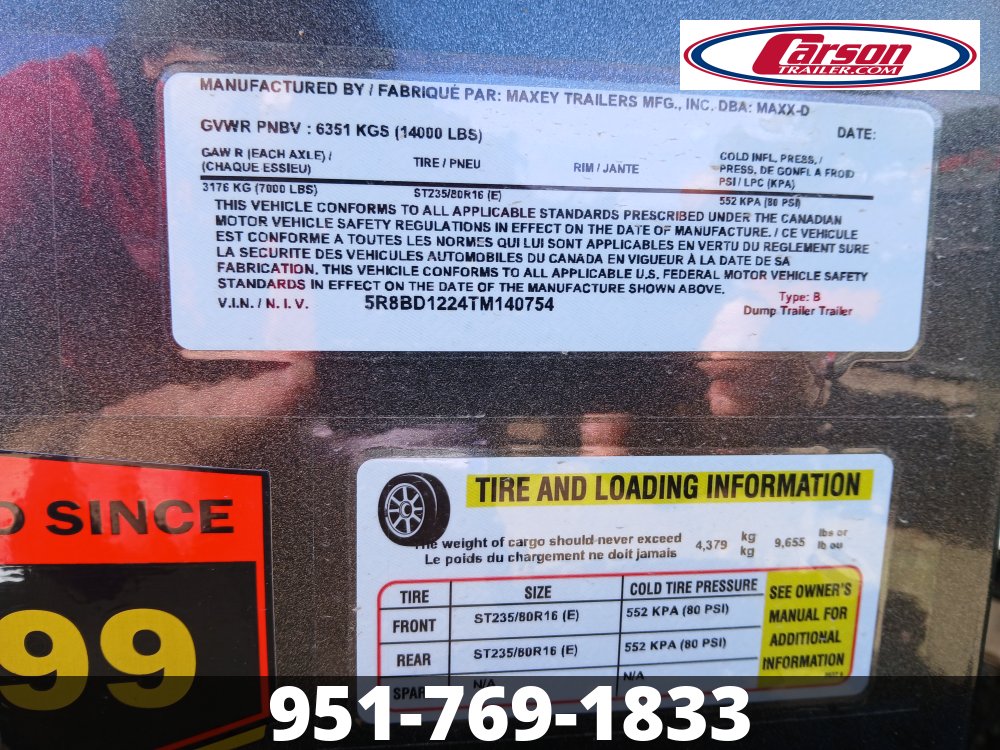 Carson
TRAILER.COM
MANUFACTURED BY / FABRIQUÉ PAR: MAXEY TRAILERS MFG., INC. DBA: MAXX-D
GVWR PNBV : 6351 KGS (14000 LBS)
DATE:
GAW R (EACH AXLE) /
(CHAQUE ESSIEU)
TIRE / PNEU
RIM / JANTE
COLD INFL, PRESS, /
PRESS, DE GONFL A FROID
PSI / LPC (KPA)
3176 KG (7000 LBS)
ST235/80R16 (E)
552 KPA (80 PSI)
THIS VEHICLE CONFORMS TO ALL APPLICABLE STANDARDS PRESCRIBED UNDER THE CANADIAN
MOTOR VEHICLE SAFETY REGULATIONS IN EFFECT ON THE DATE OF MANUFACTURE. / CE VEHICULE
EST CONFORME A TOUTES LES NORMES QUI LUI SONT APPLICABLES EN VERTU DU REGLEMENT SURE
LA SECURITE DES VEHICULES AUTOMOBILES DU CANADA EN VIGUEUR À LA DATE DE SA
FABRICATION. THIS VEHICILE CONFORMS TO ALL APPLICABLE U.S. FEDERAL MOTOR VEHICLE SAFETY
STANDARDS IN EFFECT ON THE DATE OF THE MANUFACTURE SHOWN ABOVE.
V.I.N. / N. I. V.
5R8BD1224TM140754
Type: B
Dump Trailer Trailer
SINCE
99
TIRE AND LOADING INFORMATION
The weight of cargo should never exceed 4,379 kg 9,655 lbs or
Le poids du chargement ne doit jamais kg lb ou
TIRE SIZE COLD TIRE PRESSURE
FRONT ST235/80R16 (E) 552 KPA (80 PSI)
REAR ST235/80R16 (E) 552 KPA (80 PSI)
SPARE N/A N/A
SEE OWNER'S
MANUAL FOR
ADDITIONAL
INFORMATION
951-769-1833